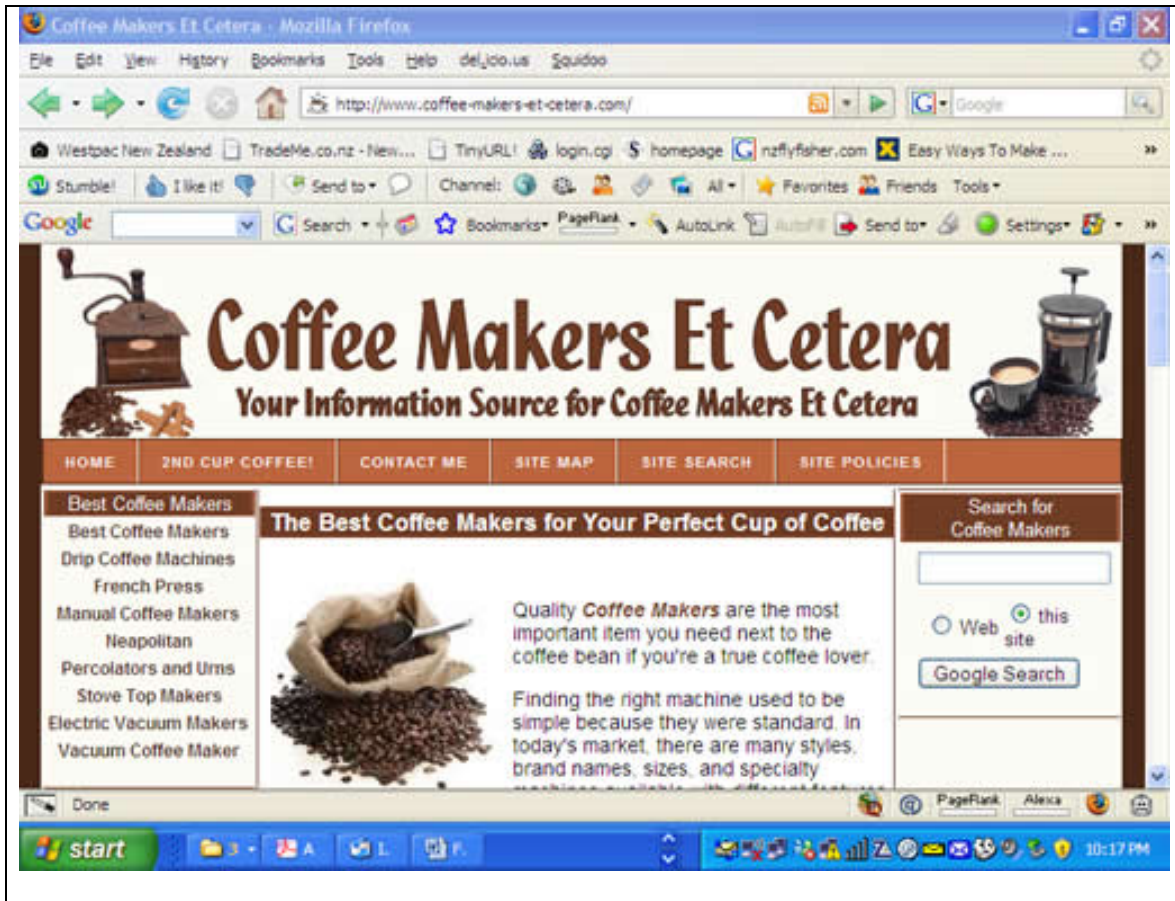 Coffee Makers Et Cetera - Mozilla Firefox
File Edit View History Bookmarks Tools Help del.icio.us Squidoo
http://www.coffee-makers-et-cetera.com/ G Google
Westpac New Zealand TradeMe.co.nz - New... TinyURL! login.cgi S homepage G nzflyfisher.com Easy Ways To Make ... »
Stumble! I like it! Send to Channel: All Favorites Friends Tools
Google G Search Bookmarks PageRank AutoLink AutoFill Send to Settings »
Coffee Makers Et Cetera
Your Information Source for Coffee Makers Et Cetera
HOME 2ND CUP COFFEE! CONTACT ME SITE MAP SITE SEARCH SITE POLICIES
Best Coffee Makers
Best Coffee Makers
Drip Coffee Machines
French Press
Manual Coffee Makers
Neapolitan
Percolators and Urns
Stove Top Makers
Electric Vacuum Makers
Vacuum Coffee Maker
The Best Coffee Makers for Your Perfect Cup of Coffee
Quality Coffee Makers are the most
important item you need next to the
coffee bean if you're a true coffee lover.
Finding the right machine used to be
simple because they were standard. In
today's market, there are many styles,
brand names, sizes, and specialty
machines available with different features
Search for
Coffee Makers
Web this
site
Google Search
Done PageRank Alexa
start 3 A I. F. 10:17 PM